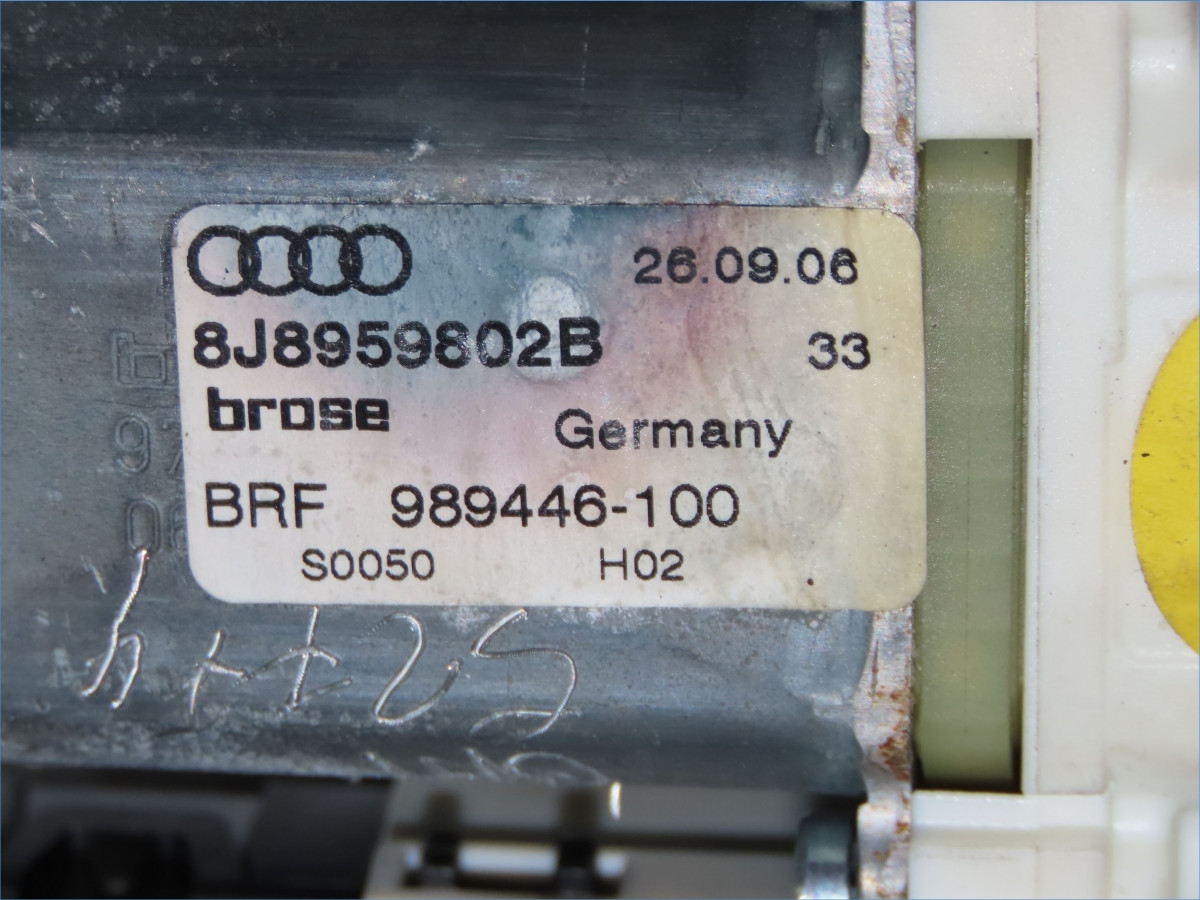 26.09.06
8J8959802B 33
brose Germany
BRF 989446-100
S0050 H02